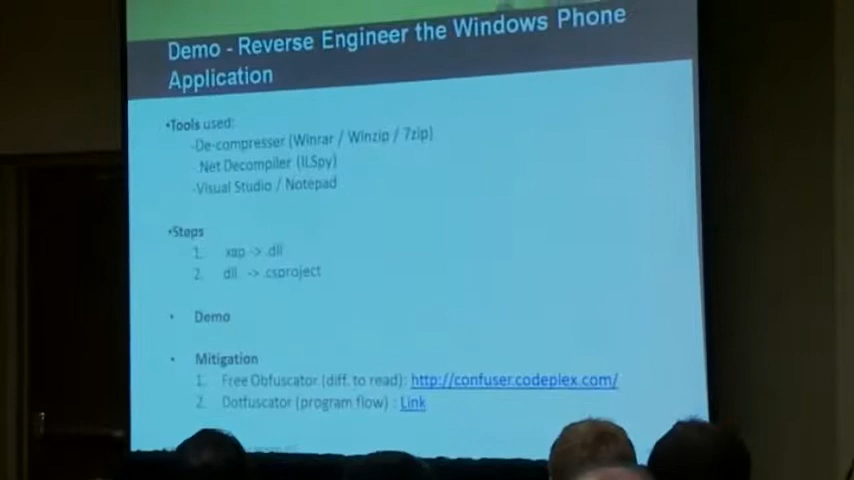 Demo - Reverse Engineer the Windows Phone
Application
•Tools used:
-De-compresser (Winrar / Winzip / 7zip)
-.Net Decompiler (ILSpy)
-Visual Studio / Notepad
•Steps
1. .xap -> .dll
2. .dll -> .csproject
• Demo
• Mitigation
1. Free Obfuscator (diff. to read): http://confuser.codeplex.com/
2. Dotfuscator (program flow) : Link